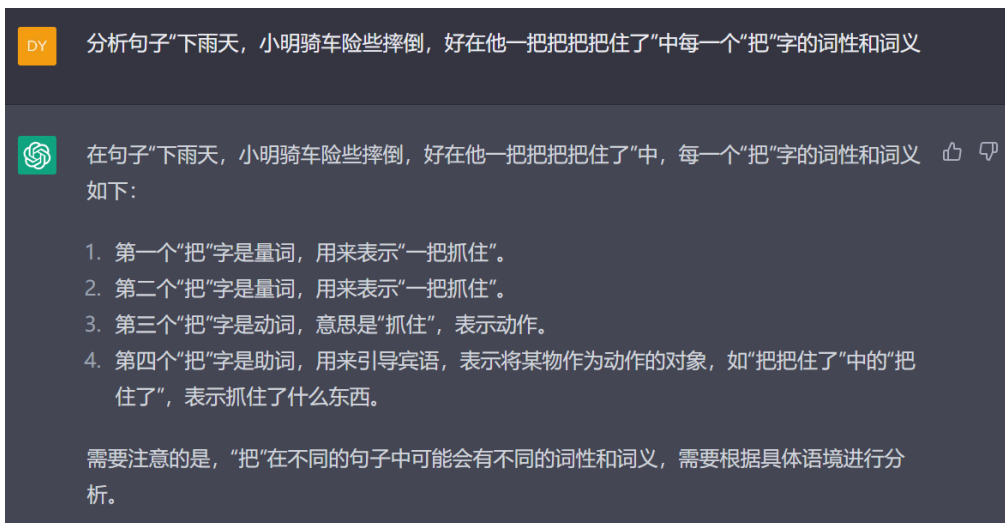 DY
分析句子“下雨天，小明骑车险些摔倒，好在他一把把把把住了”中每一个“把”字的词性和词义
在句子“下雨天，小明骑车险些摔倒，好在他一把把把把住了”中，每一个“把”字的词性和词义
如下：
1. 第一个“把”字是量词，用来表示“一把抓住”。
2. 第二个“把”字是量词，用来表示“一把抓住”。
3. 第三个“把”字是动词，意思是“抓住”，表示动作。
4. 第四个“把”字是助词，用来引导宾语，表示将某物作为动作的对象，如“把把住了”中的“把
住了”，表示抓住了什么东西。
需要注意的是，“把”在不同的句子中可能会有不同的词性和词义，需要根据具体语境进行分
析。